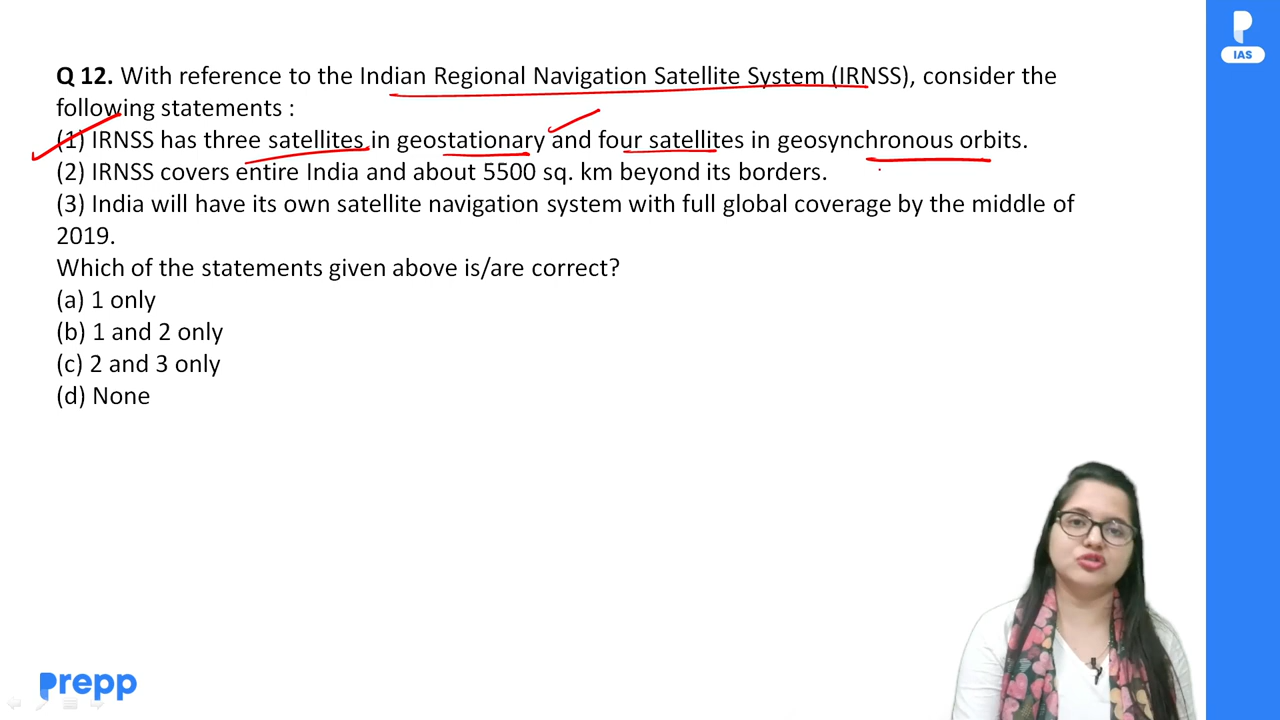 Q 12. With reference to the Indian Regional Navigation Satellite System (IRNSS), consider the
following statements :
(1) IRNSS has three satellites in geostationary and four satellites in geosynchronous orbits.
(2) IRNSS covers entire India and about 5500 sq. km beyond its borders.
(3) India will have its own satellite navigation system with full global coverage by the middle of
2019.
Which of the statements given above is/are correct?
(a) 1 only
(b) 1 and 2 only
(c) 2 and 3 only
(d) None
IAS
prepp